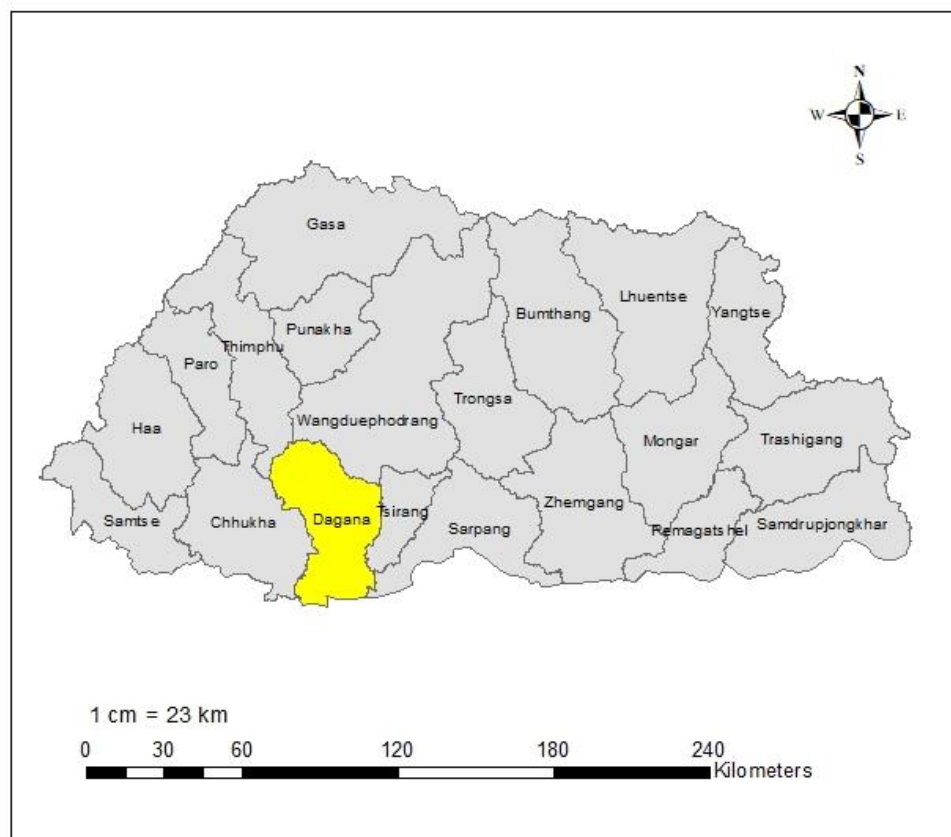 N
W E
S
Gasa
Lhuentse
Bumthang
Yangtse
Punakha
Thimphu
Paro
Trongsa
Wangduephodrang
Haa
Mongar
Trashigang
Zhemgang
Dagana
Tsirang
Samtse
Chhukha
Sarpang
Pemagatshel
Samdrupjongkhar
1 cm = 23 km
0 30 60 120 180 240
Kilometers